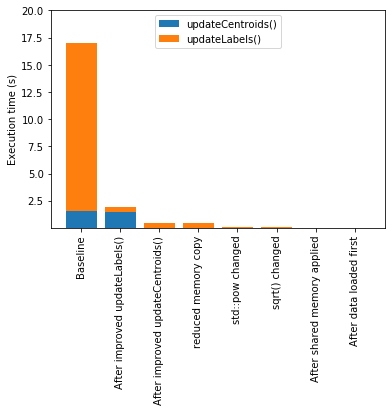 20.0
17.5
15.0
12.5
10.0
7.5
5.0
2.5
Execution time (s)
updateCentroids()
updateLabels()
Baseline
After improved updateLabels()
After improved updateCentroids()
reduced memory copy
std::pow changed
sqrt() changed
After shared memory applied
After data loaded first